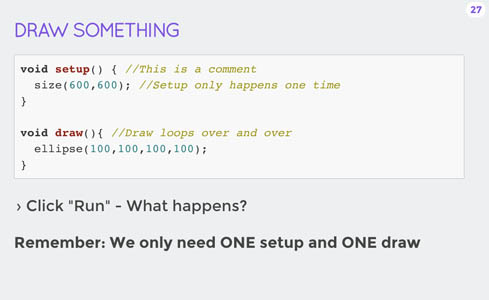 27
DRAW SOMETHING
void setup() { //This is a comment
  size(600,600); //Setup only happens one time
}
void draw(){ //Draw loops over and over
  ellipse(100,100,100,100);
}
› Click "Run" - What happens?
Remember: We only need ONE setup and ONE draw